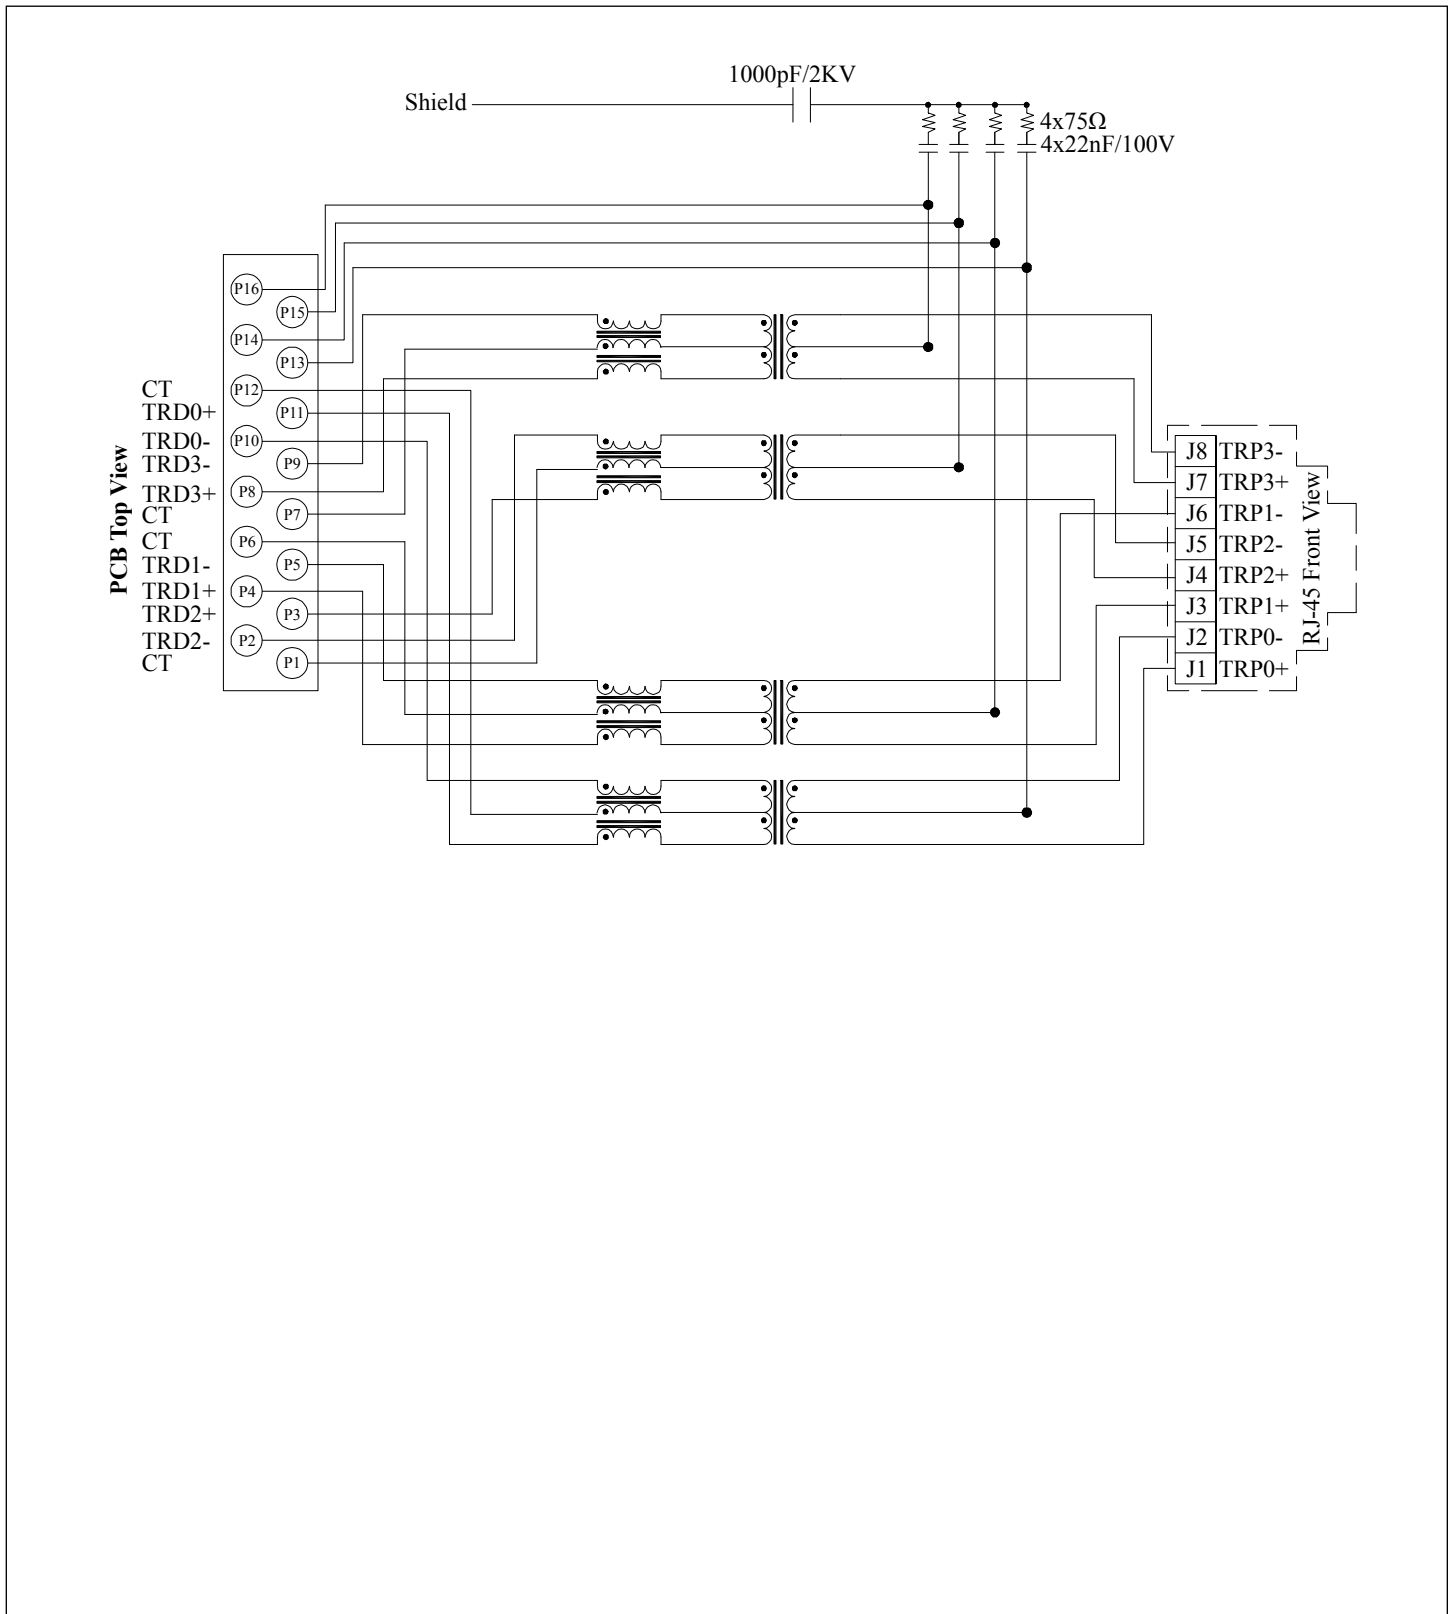 1000pF/2KV
Shield
4x75Ω
4x22nF/100V
P16
P15
P14
P13
CT P12
TRD0+ P11
TRD0- P10
TRD3- P9
TRD3+ P8
CT P7
CT P6
TRD1- P5
TRD1+ P4
TRD2+ P3
TRD2- P2
CT P1
PCB Top View
J8 TRP3-
J7 TRP3+
J6 TRP1-
J5 TRP2-
J4 TRP2+
J3 TRP1+
J2 TRP0-
J1 TRP0+
RJ-45 Front View